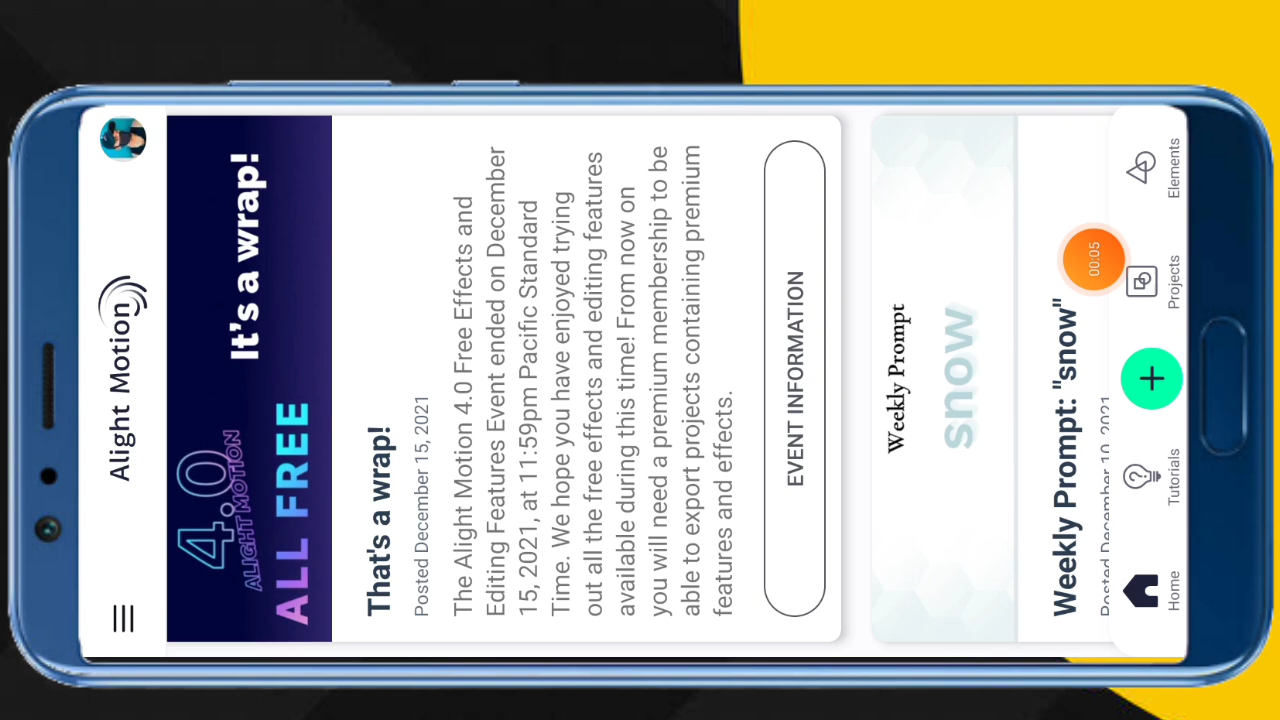 Alight Motion
4.0
ALIGHT MOTION
ALL FREE
It's a wrap!
That's a wrap!
Posted December 15, 2021
The Alight Motion 4.0 Free Effects and
Editing Features Event ended on December
15, 2021, at 11:59pm Pacific Standard
Time. We hope you have enjoyed trying
out all the free effects and editing features
available during this time! From now on
you will need a premium membership to be
able to export projects containing premium
features and effects.
EVENT INFORMATION
Weekly Prompt
snow
Weekly Prompt: "snow"
Posted December 10, 2021
00:05
Home
Tutorials
Projects
Elements